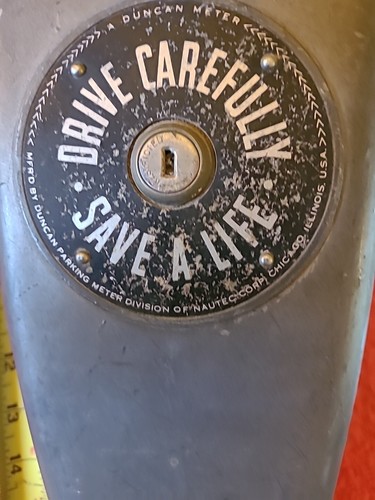 A DUNCAN METER
DRIVE CAREFULLY
• SAVE A LIFE •
MFRD BY DUNCAN PARKING METER DIVISION OF NAUTEC CORP. CHICAGO, ILLINOIS, U.S.A.
12
13
14